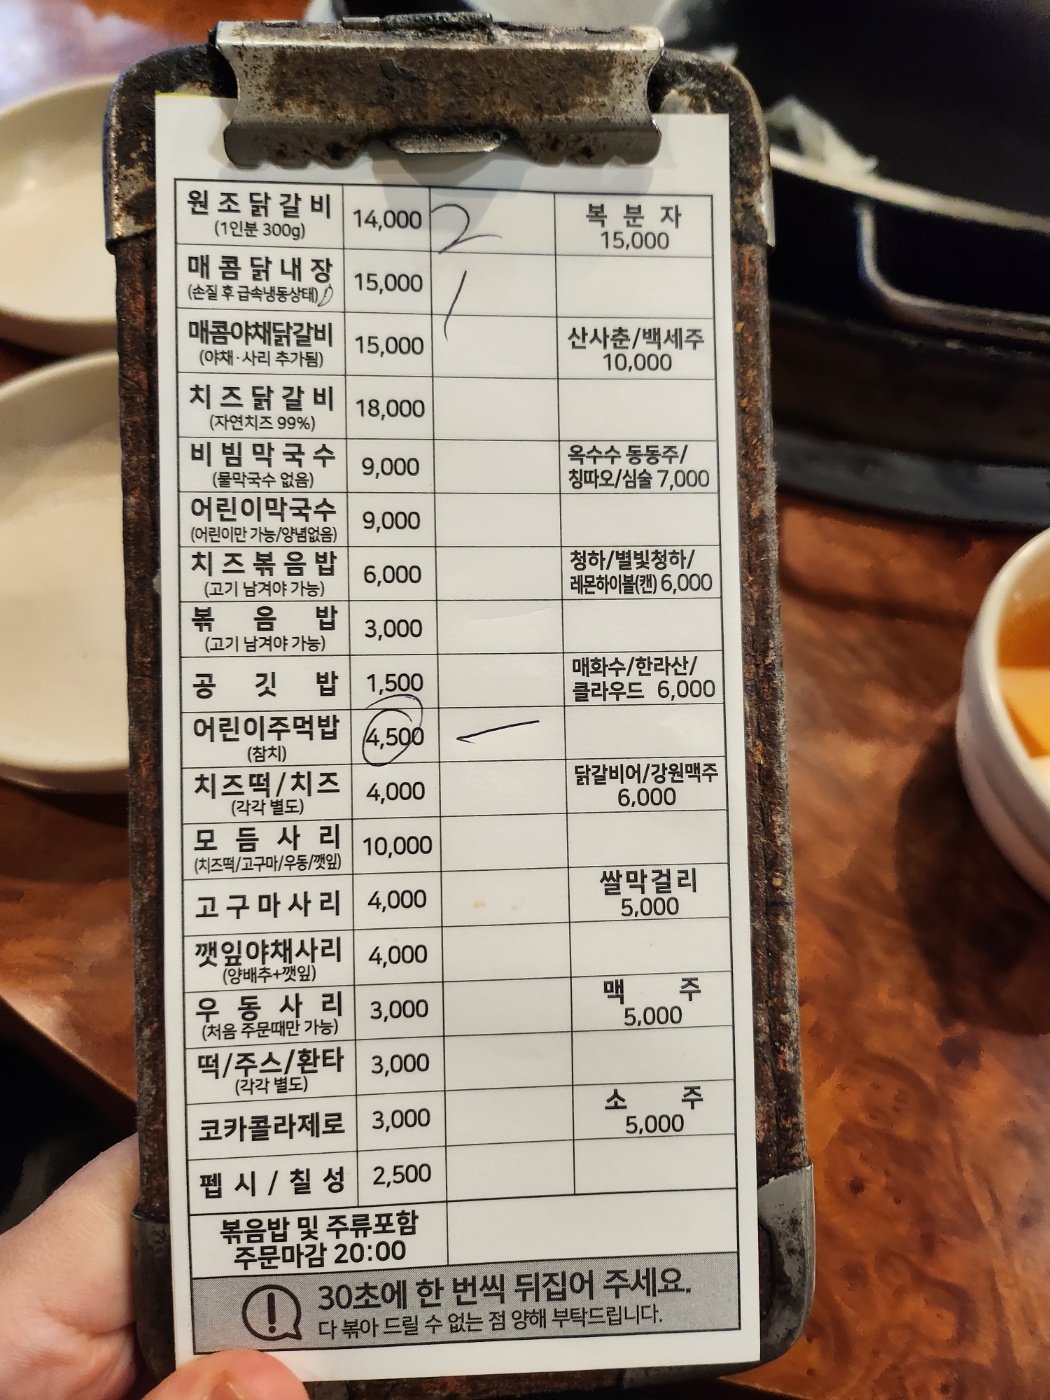 원조닭갈비 14,000 2
(1인분 300g)
복분자
15,000
매콤닭내장 15,000 1
(손질 후 급속냉동상태)
매콤야채닭갈비 15,000
(야채·사리 추가됨)
산사춘/백세주
10,000
치즈닭갈비 18,000
(자연치즈 99%)
비빔막국수 9,000
(물막국수 없음)
옥수수 동동주/
칭따오/심술 7,000
어린이막국수 9,000
(어린이만 가능/양념없음)
치즈볶음밥 6,000
(고기 남겨야 가능)
청하/별빛청하/
레몬하이볼(캔) 6,000
볶음밥 3,000
(고기 남겨야 가능)
공깃밥 1,500
매화수/한라산/
클라우드 6,000
어린이주먹밥 4,500
(참치)
치즈떡/치즈 4,000
(각각 별도)
닭갈비어/강원맥주
6,000
모듬사리 10,000
(치즈떡/고구마/우동/깻잎)
고구마사리 4,000
쌀막걸리
5,000
깻잎야채사리 4,000
(양배추+깻잎)
우동사리 3,000
(처음 주문때만 가능)
맥주
5,000
떡/주스/환타 3,000
(각각 별도)
코카콜라제로 3,000
소주
5,000
펩시/칠성 2,500
볶음밥 및 주류포함
주문마감 20:00
30초에 한 번씩 뒤집어 주세요.
다 볶아 드릴 수 없는 점 양해 부탁드립니다.